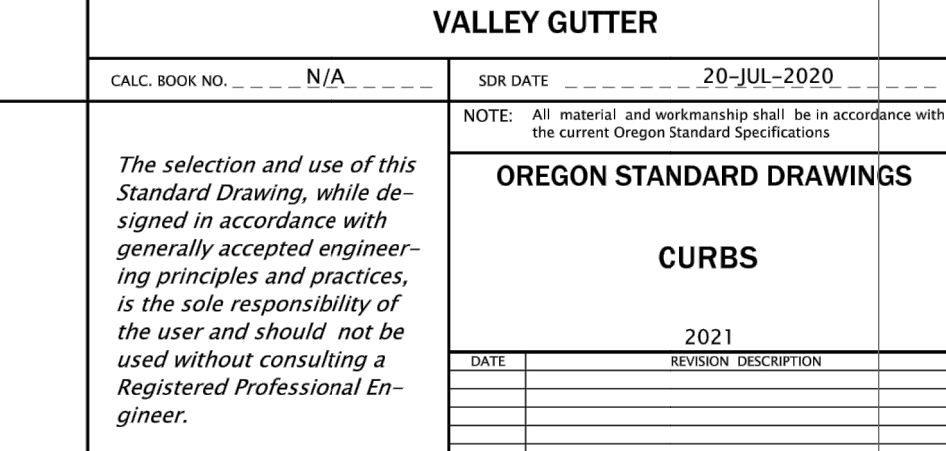 VALLEY GUTTER
CALC. BOOK NO. _ _ _ _ N/A _ _ _ _ _
SDR DATE _ _ _ _ _ _ 20-JUL-2020 _ _ _ _ _
NOTE: All material and workmanship shall be in accordance with
the current Oregon Standard Specifications
The selection and use of this
Standard Drawing, while de-
signed in accordance with
generally accepted engineer-
ing principles and practices,
is the sole responsibility of
the user and should not be
used without consulting a
Registered Professional En-
gineer.
OREGON STANDARD DRAWINGS
CURBS
2021
DATE REVISION DESCRIPTION